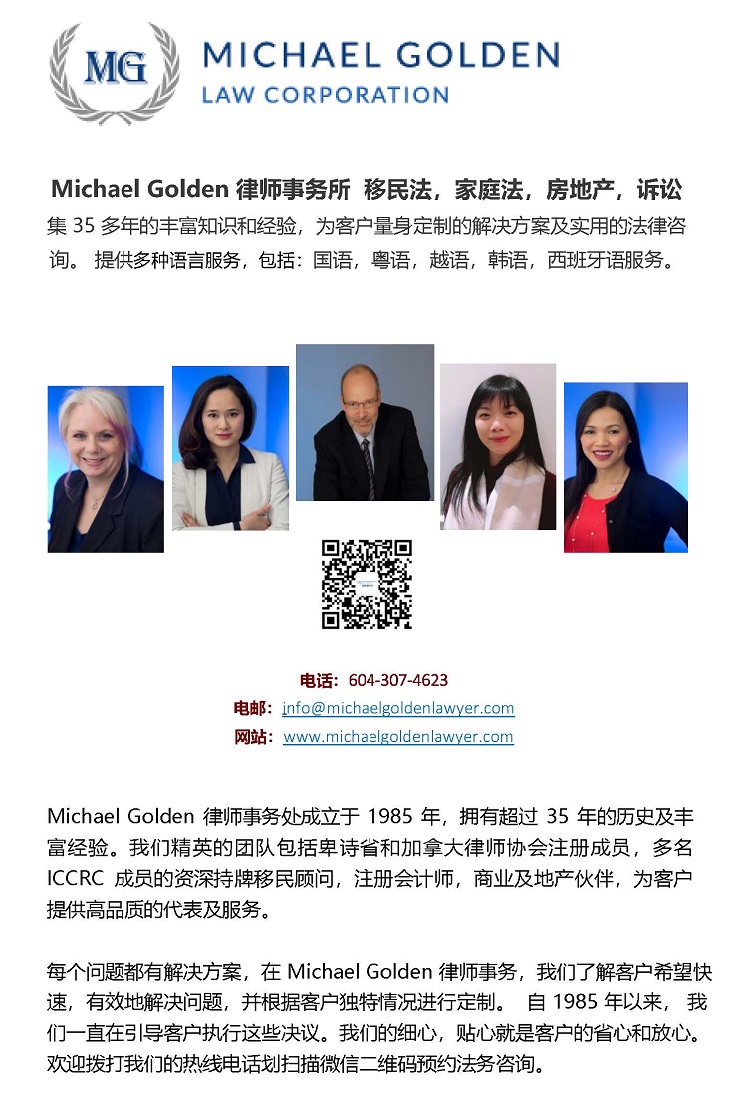 MG
MICHAEL GOLDEN
LAW CORPORATION
Michael Golden 律师事务所 移民法，家庭法，房地产，诉讼
集 35 多年的丰富知识和经验，为客户量身定制的解决方案及实用的法律咨
询。 提供多种语言服务，包括：国语，粤语，越语，韩语，西班牙语服务。
电话：604-307-4623
电邮：info@michaelgoldenlawyer.com
网站：www.michaelgoldenlawyer.com
Michael Golden 律师事务处成立于 1985 年，拥有超过 35 年的历史及丰
富经验。我们精英的团队包括卑诗省和加拿大律师协会注册成员，多名
ICCRC 成员的资深持牌移民顾问，注册会计师，商业及地产伙伴，为客户
提供高品质的代表及服务。
每个问题都有解决方案，在 Michael Golden 律师事务，我们了解客户希望快
速，有效地解决问题，并根据客户独特情况进行定制。 自 1985 年以来， 我
们一直在引导客户执行这些决议。我们的细心，贴心就是客户的省心和放心。
欢迎拨打我们的热线电话划扫描微信二维码预约法务咨询。